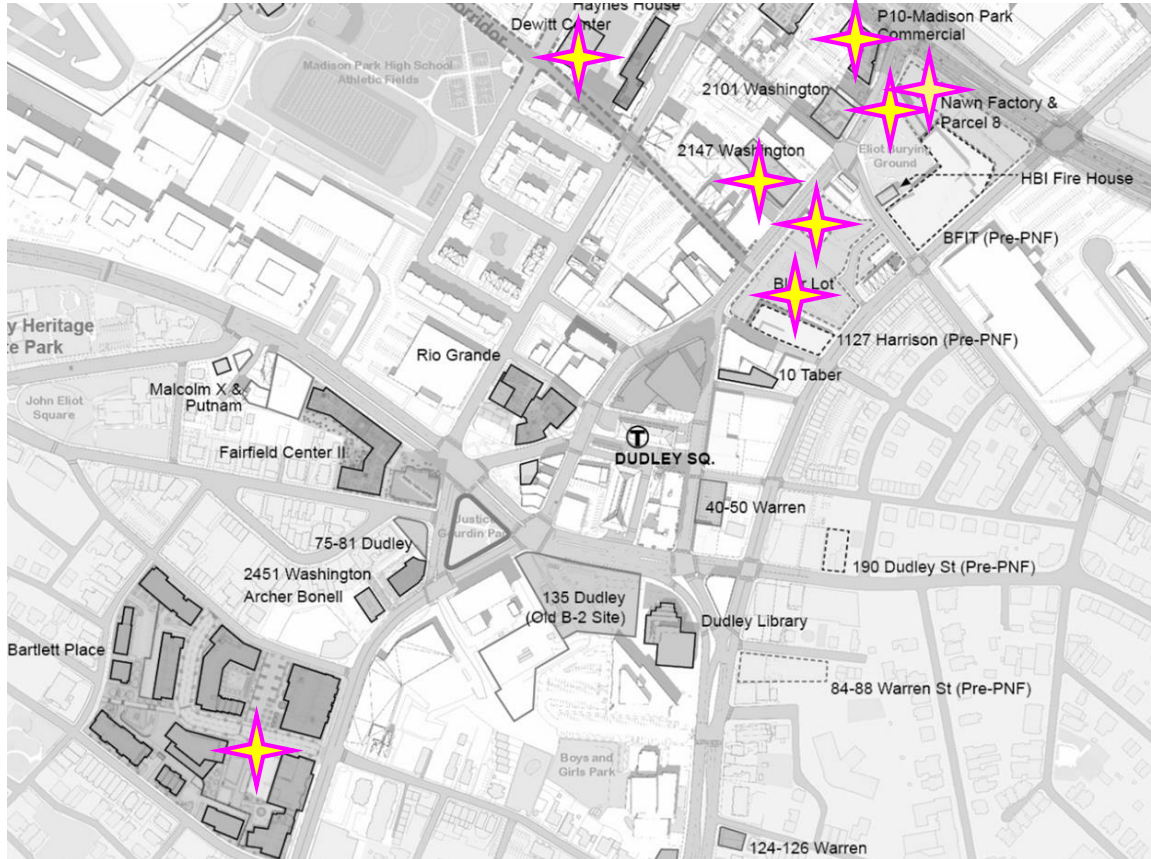 Haynes House
Dewitt Center
orridor
P10-Madison Park
Commercial
Madison Park High School
Athletic Fields
2101 Washington
Nawn Factory &
Parcel 8
2147 Washington
Eliot Burying
Ground
HBI Fire House
BFIT (Pre-PNF)
Lot
1127 Harrison (Pre-PNF)
y Heritage
te Park
Rio Grande
10 Taber
Malcolm X &
Putnam
John Eliot
Square
T
DUDLEY SQ.
Fairfield Center II
40-50 Warren
Justice
Gourdin Park
75-81 Dudley
190 Dudley St (Pre-PNF)
2451 Washington
Archer Bonell
135 Dudley
(Old B-2 Site)
Dudley Library
Bartlett Place
84-88 Warren St (Pre-PNF)
Boys and
Girls Park
124-126 Warren